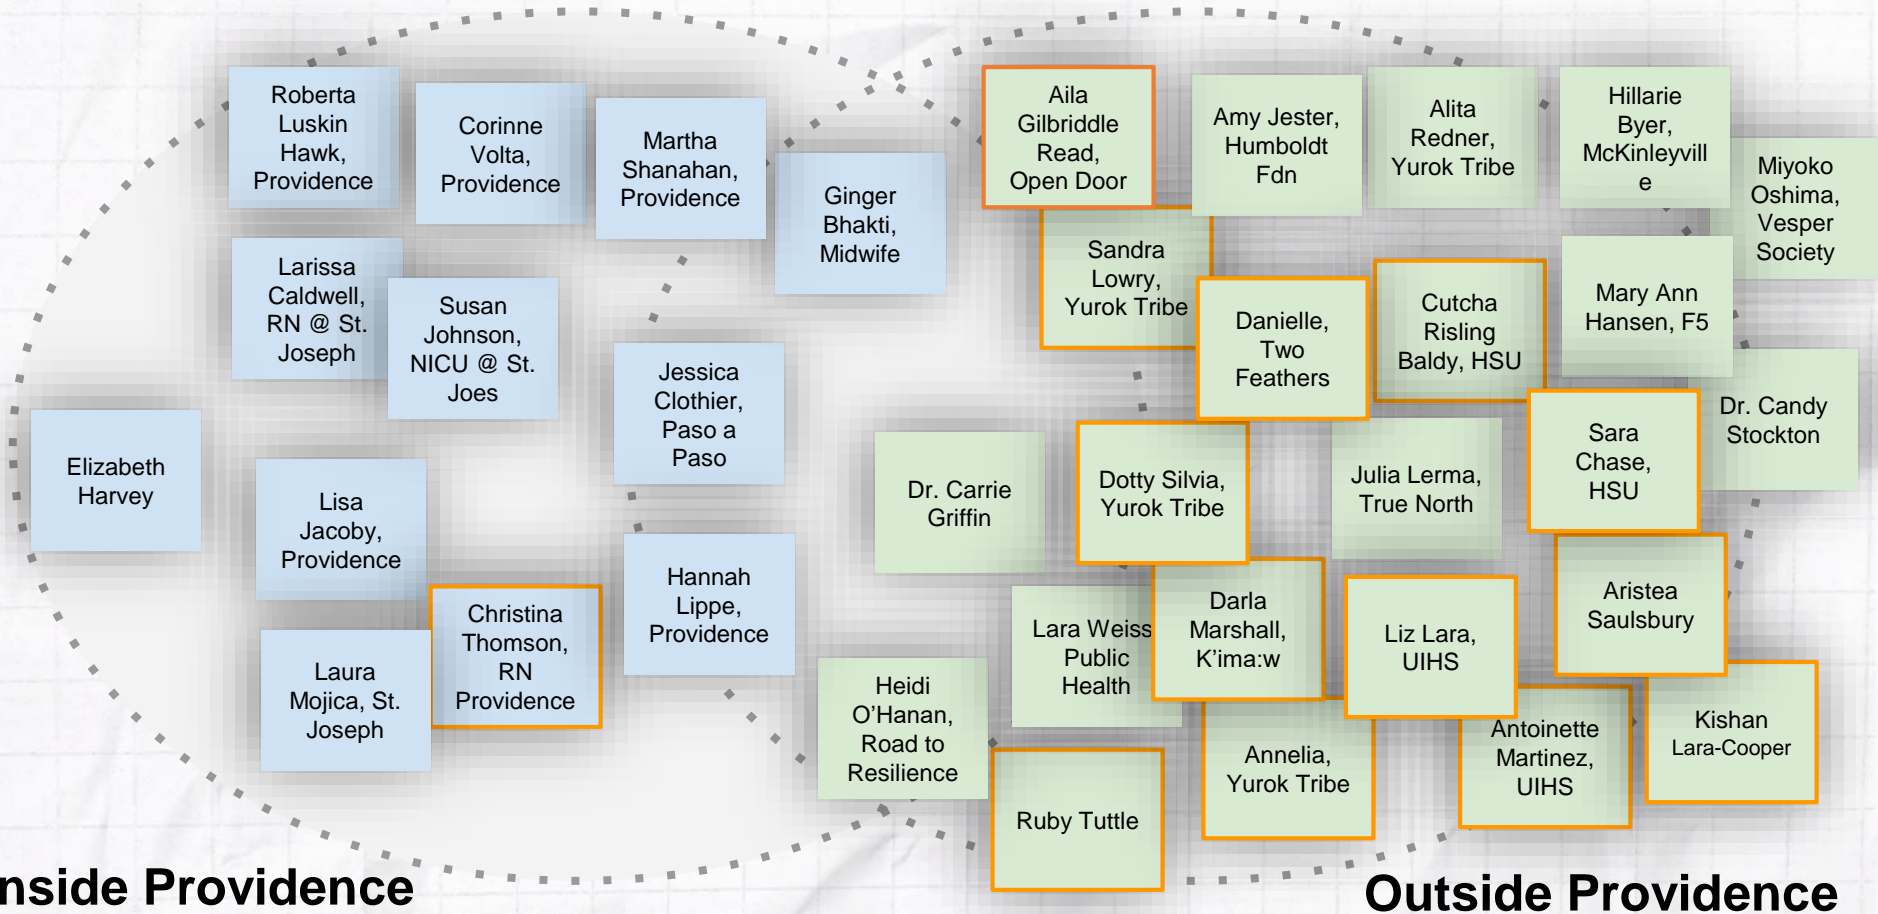 Roberta
Luskin
Hawk,
Providence
Corinne
Volta,
Providence
Martha
Shanahan,
Providence
Ginger
Bhakti,
Midwife
Larissa
Caldwell,
RN @ St.
Joseph
Susan
Johnson,
NICU @ St.
Joes
Jessica
Clothier,
Paso a
Paso
Elizabeth
Harvey
Lisa
Jacoby,
Providence
Christina
Thomson,
RN
Providence
Hannah
Lippe,
Providence
Laura
Mojica, St.
Joseph
Aila
Gilbriddle
Read,
Open Door
Amy Jester,
Humboldt
Fdn
Alita
Redner,
Yurok Tribe
Hillarie
Byer,
McKinleyvill
e
Miyoko
Oshima,
Vesper
Society
Sandra
Lowry,
Yurok Tribe
Danielle,
Two
Feathers
Cutcha
Risling
Baldy, HSU
Mary Ann
Hansen, F5
Dr. Candy
Stockton
Dr. Carrie
Griffin
Dotty Silvia,
Yurok Tribe
Julia Lerma,
True North
Sara
Chase,
HSU
Lara Weiss
Public
Health
Darla
Marshall,
K'ima:w
Liz Lara,
UIHS
Aristea
Saulsbury
Heidi
O'Hanan,
Road to
Resilience
Ruby Tuttle
Annelia,
Yurok Tribe
Antoinette
Martinez,
UIHS
Kishan
Lara-Cooper
nside Providence
Outside Providence